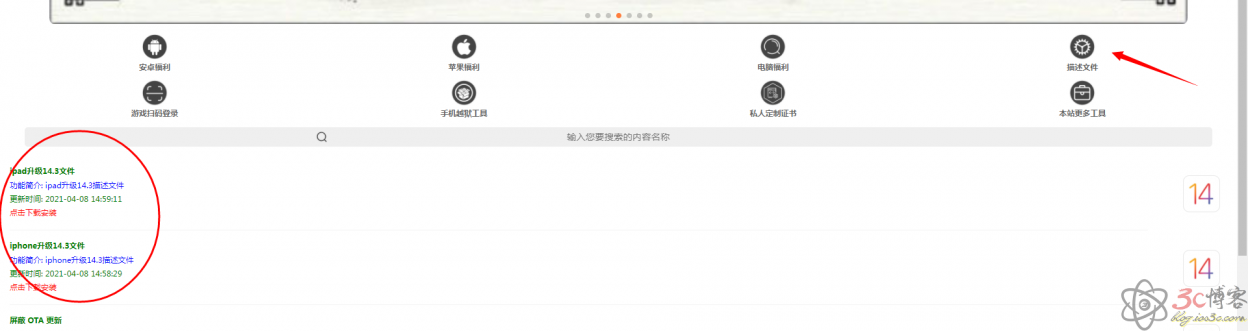 安卓福利
苹果福利
电脑福利
描述文件
游戏扫码登录
手机越狱工具
私人定制证书
本站更多工具
输入您要搜索的内容名称
ipad升级14.3文件
功能简介: ipad升级14.3描述文件
更新时间: 2021-04-08 14:59:11
点击下载安装
14
iphone升级14.3文件
功能简介: iphone升级14.3描述文件
更新时间: 2021-04-08 14:58:29
点击下载安装
14
屏蔽 OTA 更新
3c博客
blog.ios3c.com